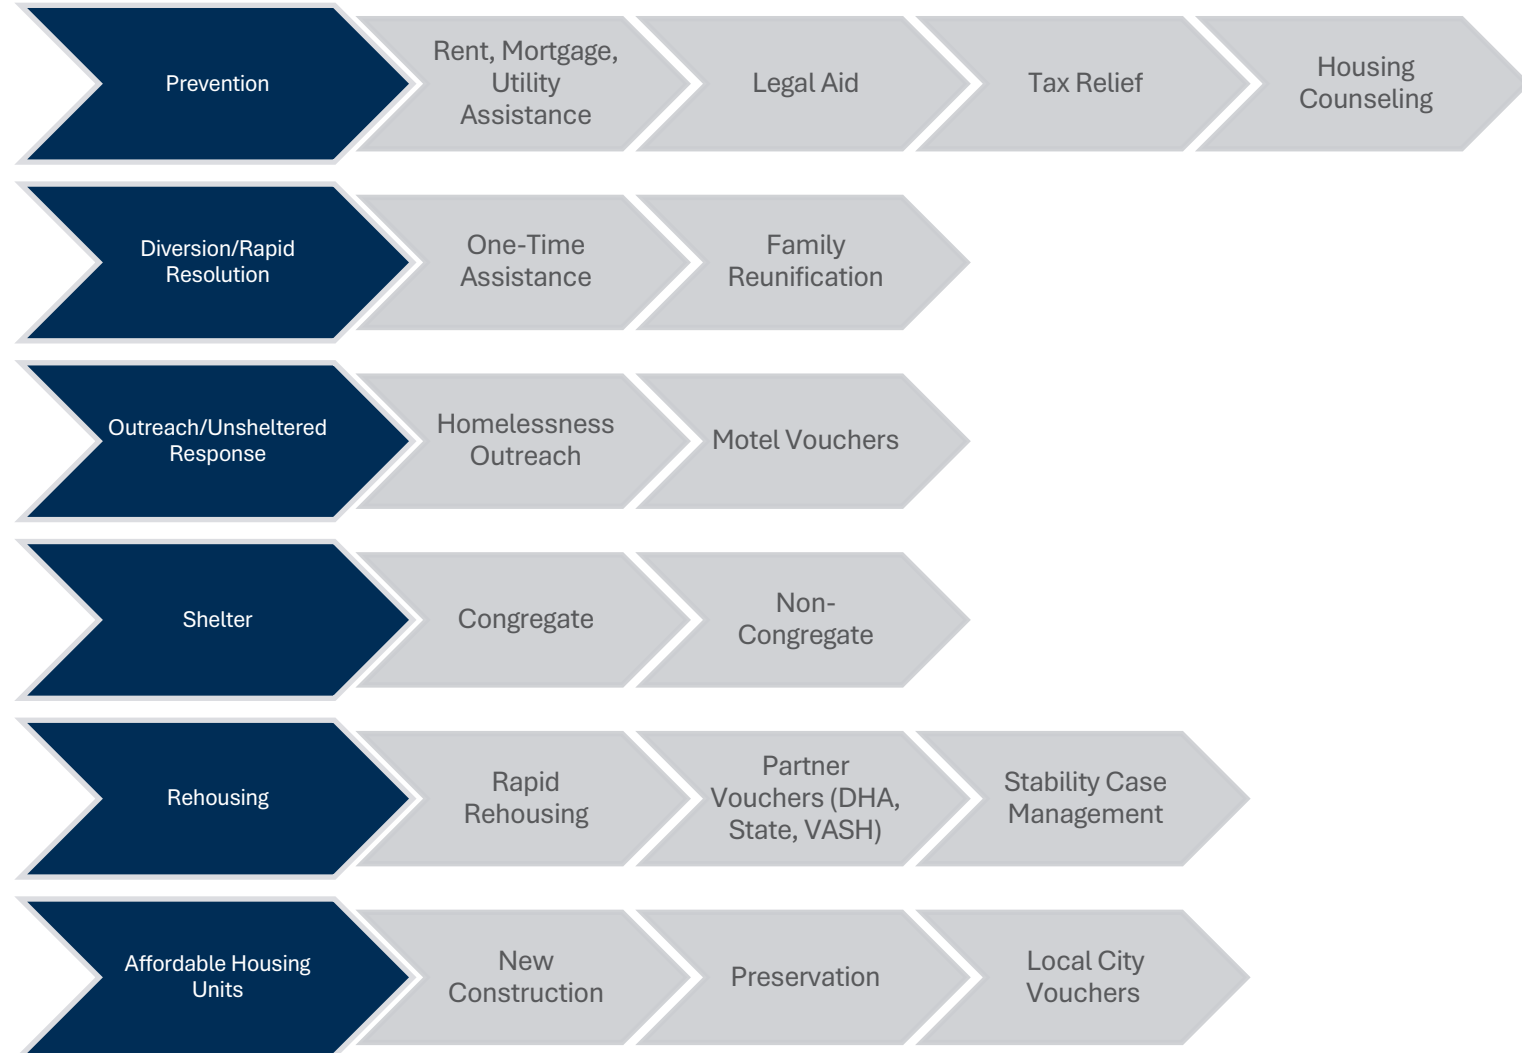 Prevention
Rent, Mortgage,
Utility
Assistance
Legal Aid
Tax Relief
Housing
Counseling
Diversion/Rapid
Resolution
One-Time
Assistance
Family
Reunification
Outreach/Unsheltered
Response
Homelessness
Outreach
Motel Vouchers
Shelter
Congregate
Non-
Congregate
Rehousing
Rapid
Rehousing
Partner
Vouchers (DHA,
State, VASH)
Stability Case
Management
Affordable Housing
Units
New
Construction
Preservation
Local City
Vouchers